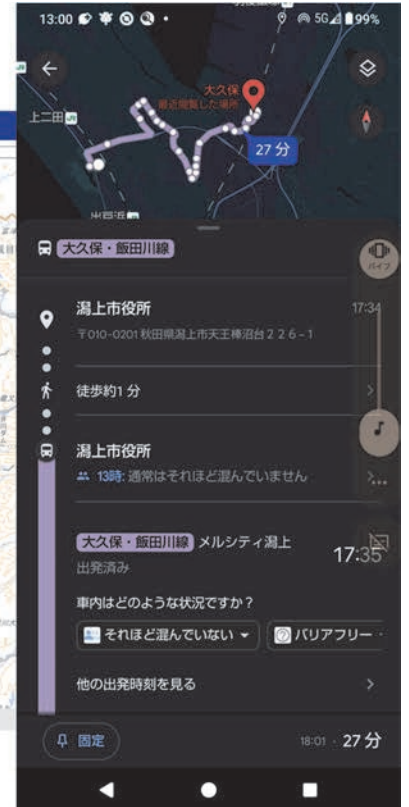 13:00
5G
99%
大久保
最近閲覧した場所
上二田
27 分
出戸浜
大久保・飯田川線
バイブ
潟上市役所
17:34
〒010-0201 秋田県潟上市天王棒沼台２２６−１
徒歩約1 分
潟上市役所
13時: 通常はそれほど混んでいません
大久保・飯田川線 メルシティ潟上
17:35
出発済み
車内はどのような状況ですか？
それほど混んでいない
バリアフリー
他の出発時刻を見る
固定
18:01 · 27 分